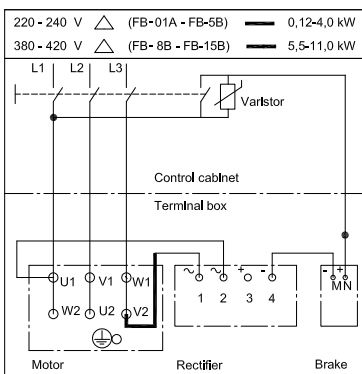 220 - 240 V △ (FB-01A - FB-5B) 0,12-4,0 kW
380 - 420 V △ (FB- 8B - FB-15B) 5,5-11,0 kW
L1 L2 L3
Varistor
Control cabinet
Terminal box
U1 V1 W1 ~ ~ + - - +
1 2 3 4 MN
W2 U2 V2
Motor Rectifier Brake